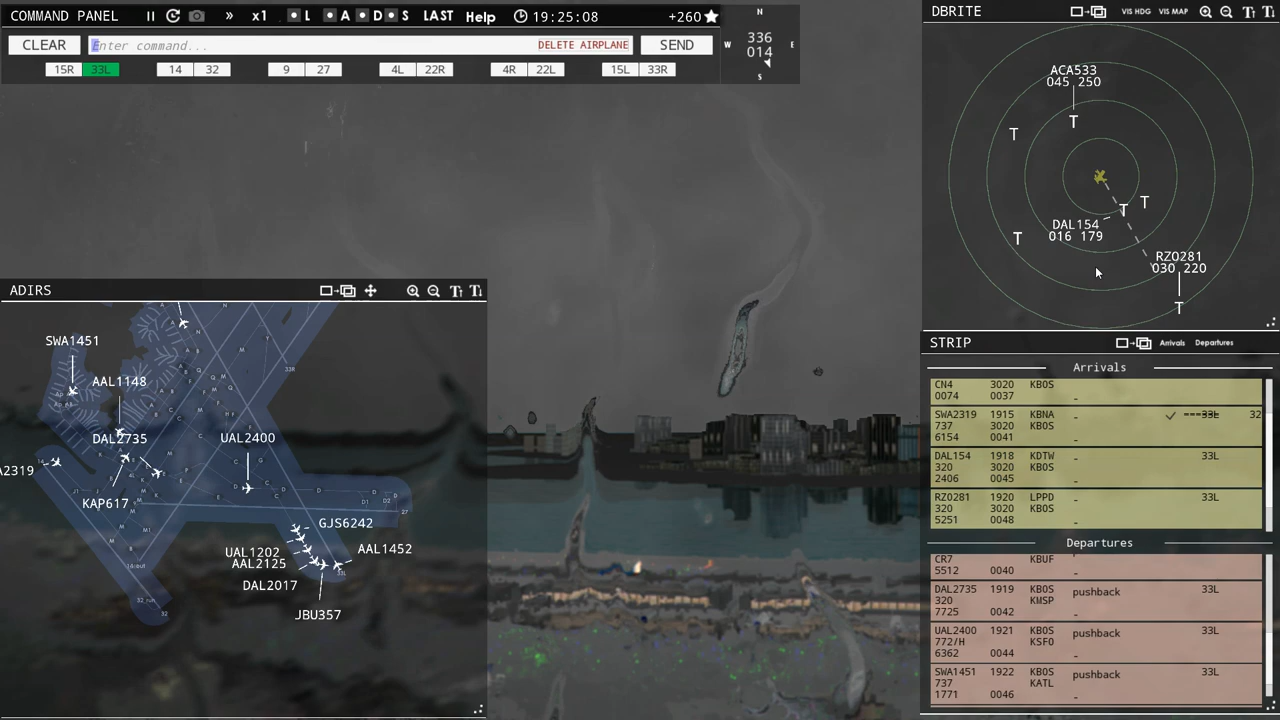 COMMAND PANEL
» x1 L A D S LAST Help 19:25:08 +260
CLEAR Enter command... DELETE AIRPLANE SEND
15R 33L 14 32 9 27 4L 22R 4R 22L 15L 33R
N
W 336 E
014
S
DBRITE VIS HDG VIS MAP
ACA533
045 250
T
T
T
T
T
DAL154
016 179
RZO281
030 220
T
ADIRS
SWA1451
AAL1148
DAL2735
UAL2400
A2319
KAP617
GJS6242
UAL1202
AAL1452
AAL2125
DAL2017
JBU357
33R
27
32
STRIP Arrivals Departures
Arrivals
CN4 3020 KBOS
0074 0037 -
SWA2319 1915 KBNA - ===33L 32
737 3020 KBOS
6154 0041 -
DAL154 1918 KDTW - 33L
320 3020 KBOS
2406 0045 -
RZO281 1920 LPPD - 33L
320 3020 KBOS
5251 0048 -
Departures
CR7 KBUF
5512 0040 -
DAL2735 1919 KBOS pushback 33L
320 KMSP
7725 0042 -
UAL2400 1921 KBOS pushback 33L
772/H KSFO
6362 0044 -
SWA1451 1922 KBOS pushback 33L
737 KATL
1771 0046 -